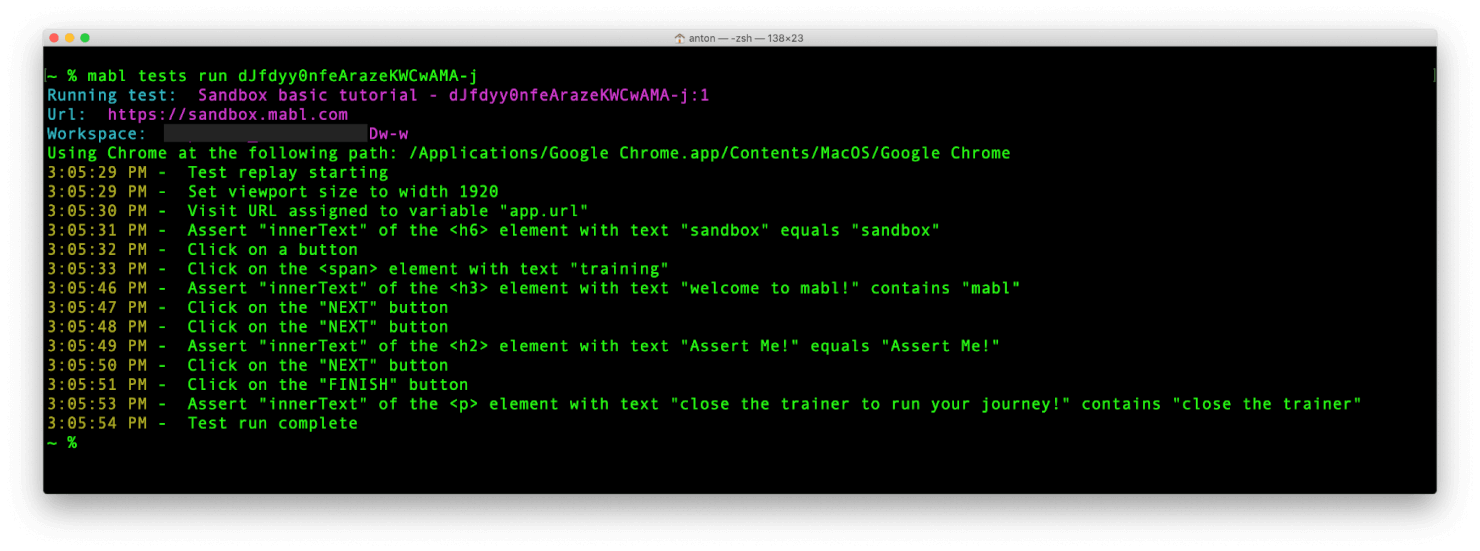 anton — -zsh — 138×23
~ % mabl tests run dJfdyy0nfeArazeKWCwAMA-j
Running test:  Sandbox basic tutorial - dJfdyy0nfeArazeKWCwAMA-j:1
Url:  https://sandbox.mabl.com
Workspace:  Dw-w
Using Chrome at the following path: /Applications/Google Chrome.app/Contents/MacOS/Google Chrome
3:05:29 PM -  Test replay starting
3:05:29 PM -  Set viewport size to width 1920
3:05:30 PM -  Visit URL assigned to variable "app.url"
3:05:31 PM -  Assert "innerText" of the <h6> element with text "sandbox" equals "sandbox"
3:05:32 PM -  Click on a button
3:05:33 PM -  Click on the <span> element with text "training"
3:05:46 PM -  Assert "innerText" of the <h3> element with text "welcome to mabl!" contains "mabl"
3:05:47 PM -  Click on the "NEXT" button
3:05:48 PM -  Click on the "NEXT" button
3:05:49 PM -  Assert "innerText" of the <h2> element with text "Assert Me!" equals "Assert Me!"
3:05:50 PM -  Click on the "NEXT" button
3:05:51 PM -  Click on the "FINISH" button
3:05:53 PM -  Assert "innerText" of the <p> element with text "close the trainer to run your journey!" contains "close the trainer"
3:05:54 PM -  Test run complete
~ %